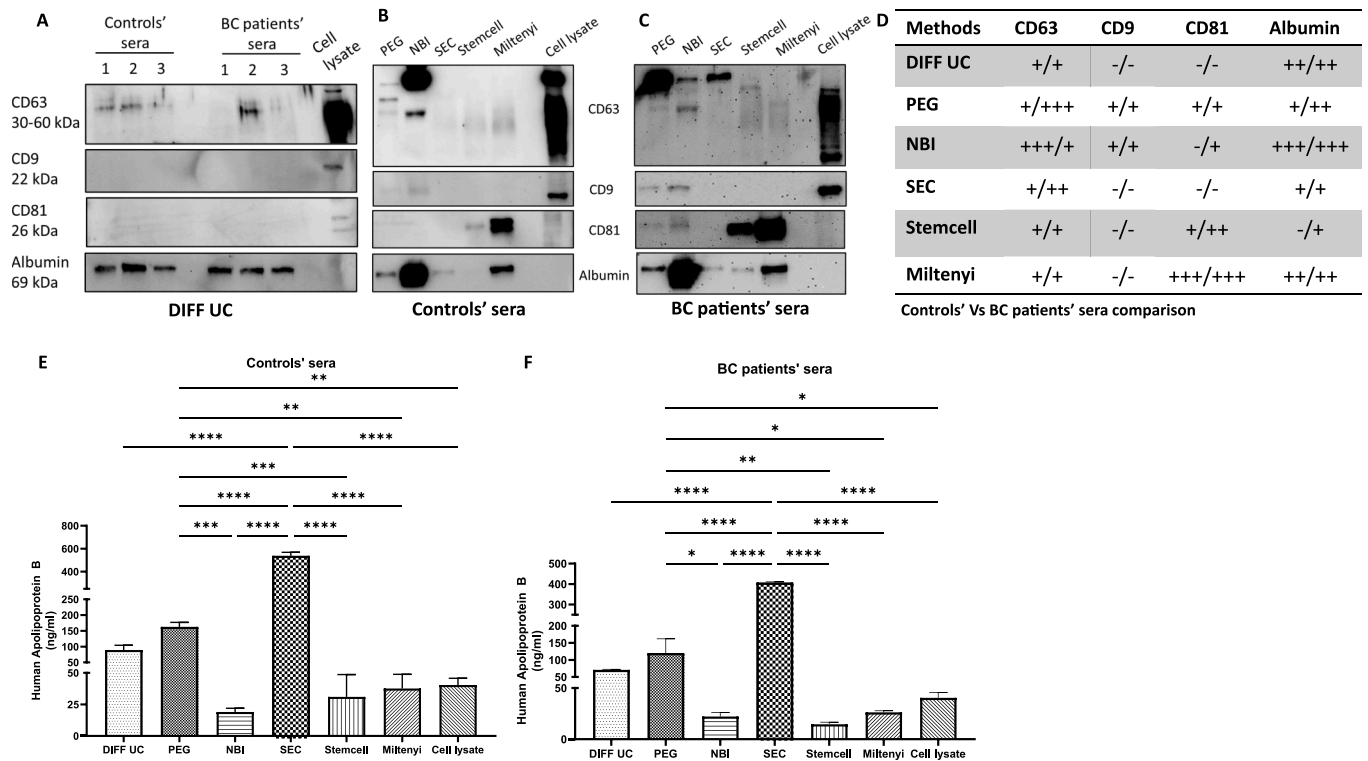 A
Controls'
sera
BC patients'
sera
Cell
lysate
1 2 3 1 2 3
CD63
30-60 kDa
CD9
22 kDa
CD81
26 kDa
Albumin
69 kDa
DIFF UC
B
PEG NBI SEC Stemcell Miltenyi Cell lysate
Controls' sera
C
PEG NBI SEC Stemcell Miltenyi Cell lysate
CD63
CD9
CD81
Albumin
BC patients' sera
D
Methods CD63 CD9 CD81 Albumin
DIFF UC +/+ -/- -/- ++/++
PEG +/+++ +/+ +/+ +/++
NBI +++/+ +/+ -/+ +++/+++
SEC +/++ -/- -/- +/+
Stemcell +/+ -/- +/++ -/+
Miltenyi +/+ -/- +++/+++ ++/++
Controls' Vs BC patients' sera comparison
E
Controls' sera
**
**
**** ****
***
**** ****
*** **** ****
Human Apolipoprotein B
(ng/ml)
800
600
400
250
200
150
100
50
50
25
0
DIFF UC PEG NBI SEC Stemcell Miltenyi Cell lysate
F
BC patients' sera
*
*
**
**** ****
**** ****
* **** ****
Human Apolipoprotein B
(ng/ml)
500
400
300
200
150
100
50
50
0
DIFF UC PEG NBI SEC Stemcell Miltenyi Cell lysate